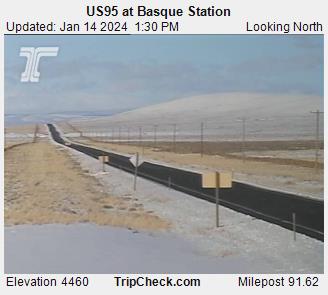 US95 at Basque Station
Updated: Jan 14 2024 1:30 PM Looking North
Elevation 4460 TripCheck.com Milepost 91.62